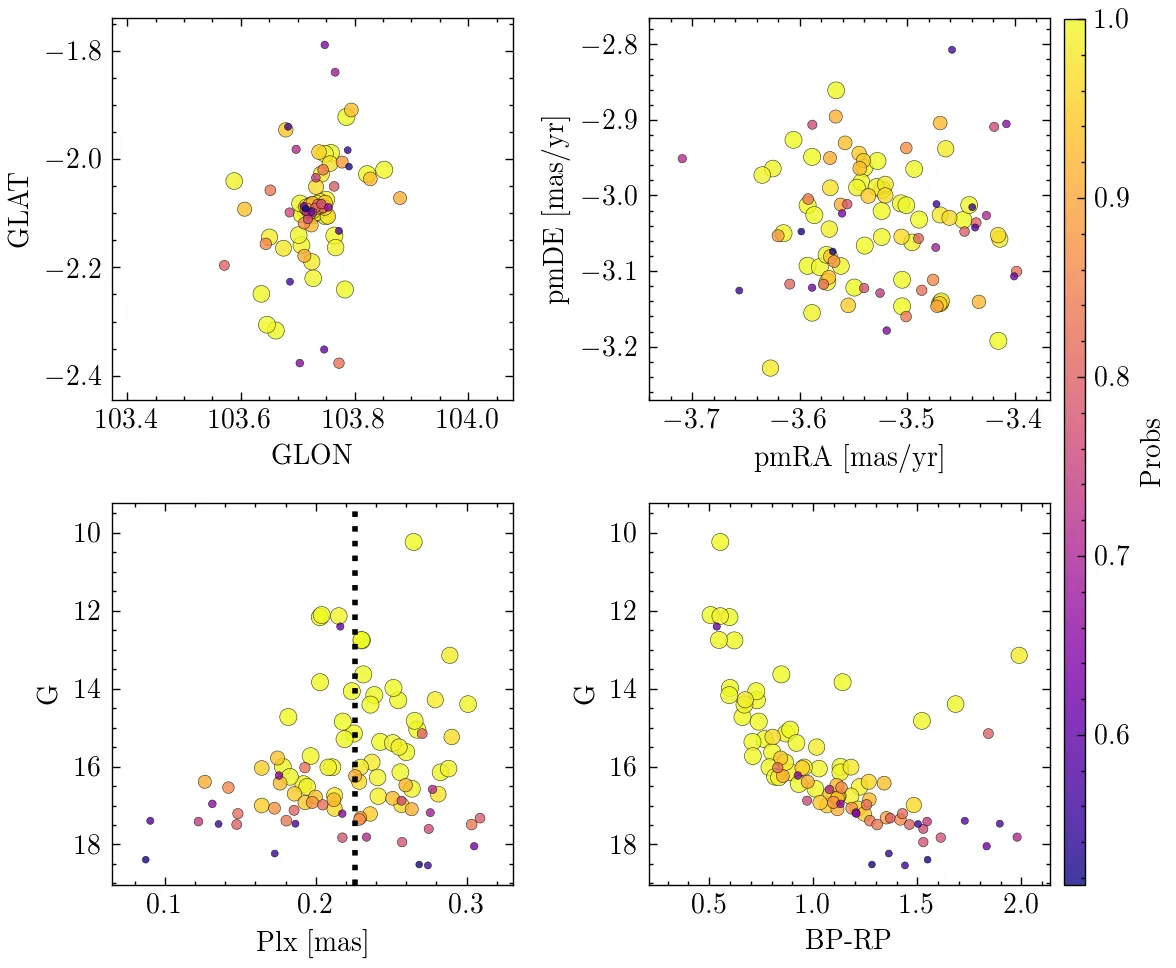 −1.8
−2.0
−2.2
−2.4
GLAT
103.4 103.6 103.8 104.0
GLON
−2.8
−2.9
−3.0
−3.1
−3.2
pmDE [mas/yr]
−3.7 −3.6 −3.5 −3.4
pmRA [mas/yr]
10
12
14
16
18
G
0.1 0.2 0.3
Plx [mas]
10
12
14
16
18
G
0.5 1.0 1.5 2.0
BP-RP
1.0
0.9
0.8
0.7
0.6
Probs